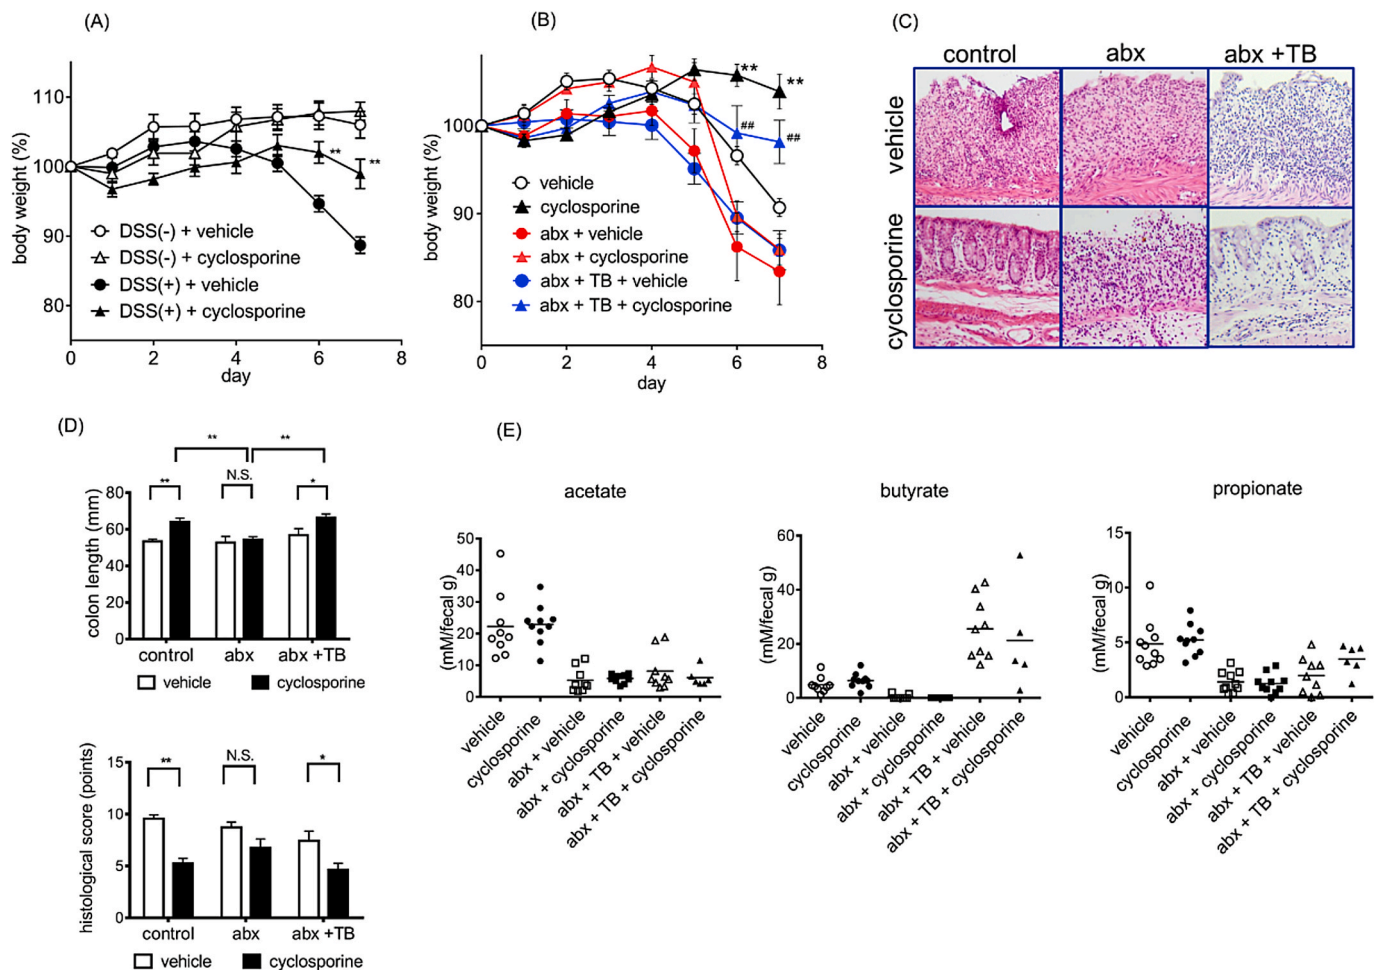 (A)
body weight (%)
110
100
90
80
DSS(-) + vehicle
DSS(-) + cyclosporine
DSS(+) + vehicle
DSS(+) + cyclosporine
**
**
0 2 4 6 8
day
(B)
body weight (%)
100
90
80
**
**
##
##
vehicle
cyclosporine
abx + vehicle
abx + cyclosporine
abx + TB + vehicle
abx + TB + cyclosporine
0 2 4 6 8
day
(C)
control abx abx +TB
vehicle
cyclosporine
(D)
** **
** N.S. *
colon length (mm)
80
60
40
20
0
control abx abx +TB
vehicle cyclosporine
histological score (points)
15
10
5
0
** N.S. *
control abx abx +TB
vehicle cyclosporine
(E)
acetate
(mM/fecal g)
50
40
30
20
10
0
vehicle
cyclosporine
abx + vehicle
abx + cyclosporine
abx + TB + vehicle
abx + TB + cyclosporine
butyrate
(mM/fecal g)
60
40
20
0
vehicle
cyclosporine
abx + vehicle
abx + cyclosporine
abx + TB + vehicle
abx + TB + cyclosporine
propionate
(mM/fecal g)
15
10
5
0
vehicle
cyclosporine
abx + vehicle
abx + cyclosporine
abx + TB + vehicle
abx + TB + cyclosporine